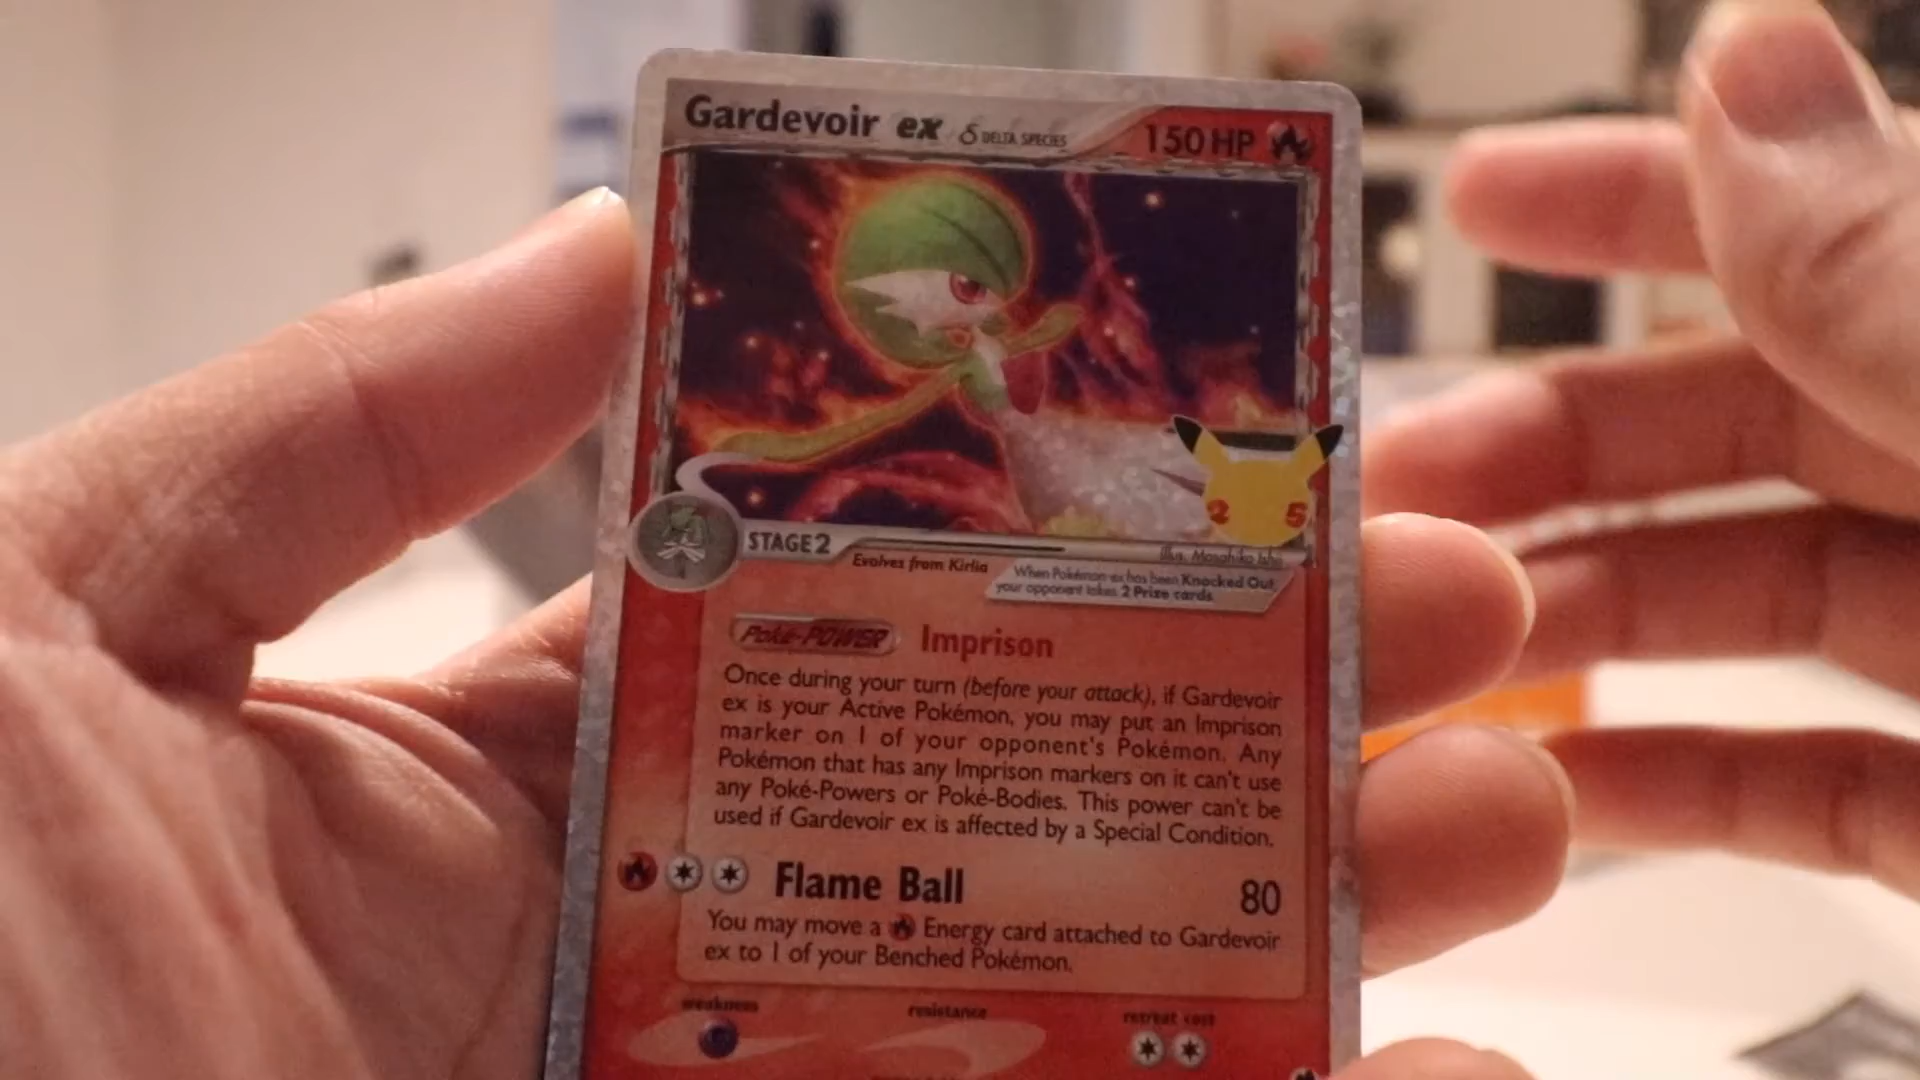 Gardevoir ex δ DELTA SPECIES 150 HP
2 5
STAGE 2
Evolves from Kirlia
Illus. Masahiko Ishii
When Pokémon-ex has been Knocked Out,
your opponent takes 2 Prize cards.
Poké-POWER Imprison
Once during your turn (before your attack), if Gardevoir
ex is your Active Pokémon, you may put an Imprison
marker on 1 of your opponent's Pokémon. Any
Pokémon that has any Imprison markers on it can't use
any Poké-Powers or Poké-Bodies. This power can't be
used if Gardevoir ex is affected by a Special Condition.
Flame Ball 80
You may move a Energy card attached to Gardevoir
ex to 1 of your Benched Pokémon.
weakness resistance retreat cost